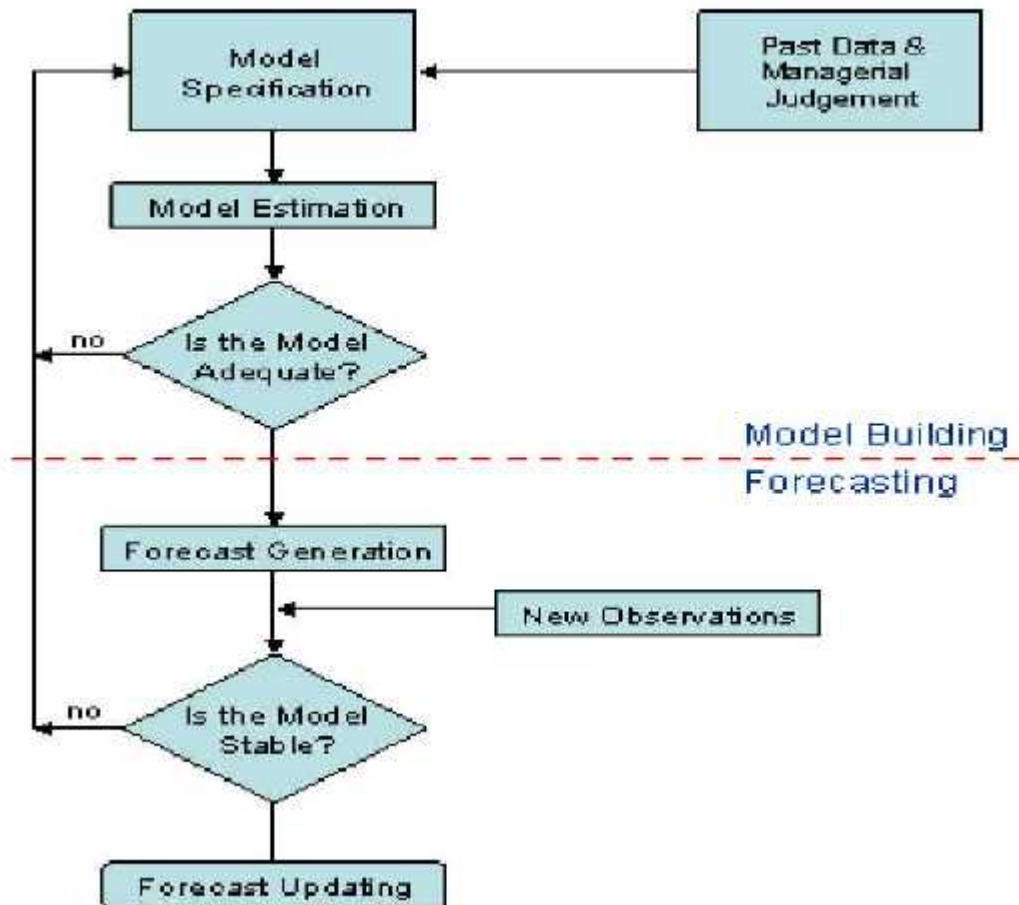 Model
Specification
Past Data &
Managerial
Judgement
Model Estimation
Is the Model
Adequate?
no
Model Building
Forecasting
Forecast Generation
New Observations
Is the Model
Stable?
no
Forecast Updating